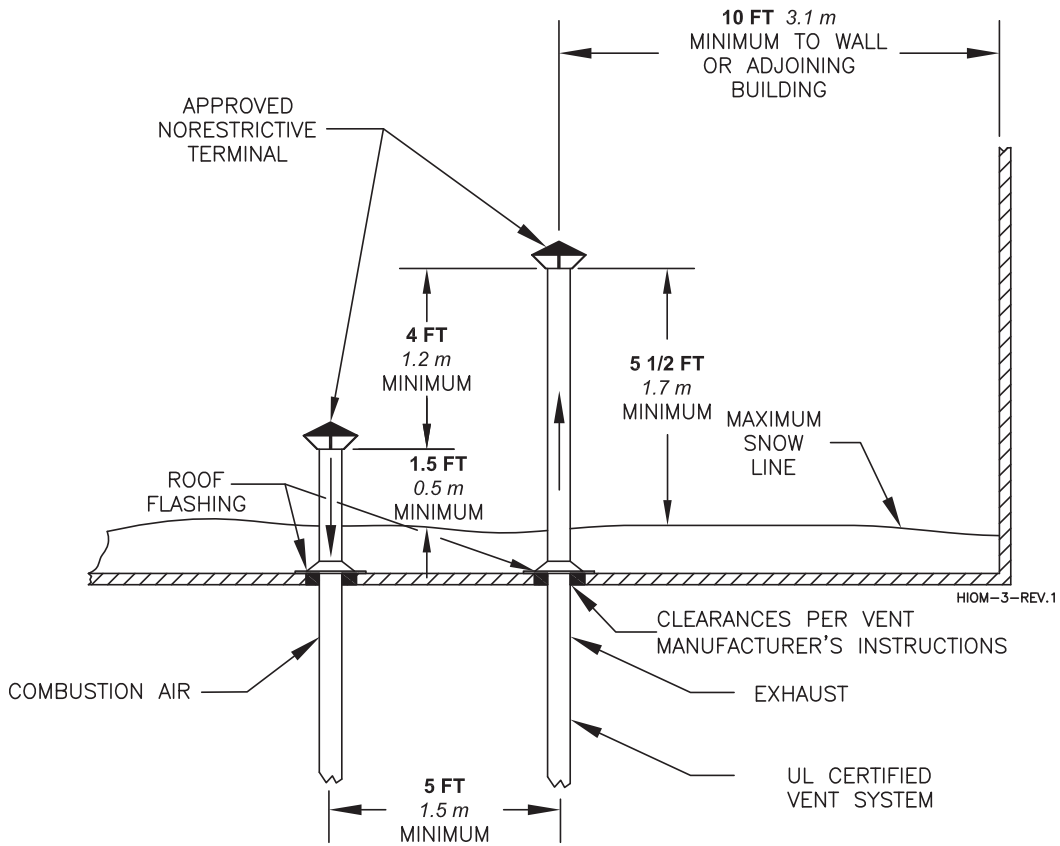 10 FT 3.1 m
MINIMUM TO WALL
OR ADJOINING
BUILDING
APPROVED
NORESTRICTIVE
TERMINAL
4 FT
1.2 m
MINIMUM
5 1/2 FT
1.7 m
MINIMUM
MAXIMUM
SNOW
LINE
1.5 FT
0.5 m
MINIMUM
ROOF
FLASHING
HIOM-3-REV.1
CLEARANCES PER VENT
MANUFACTURER'S INSTRUCTIONS
COMBUSTION AIR
EXHAUST
UL CERTIFIED
VENT SYSTEM
5 FT
1.5 m
MINIMUM